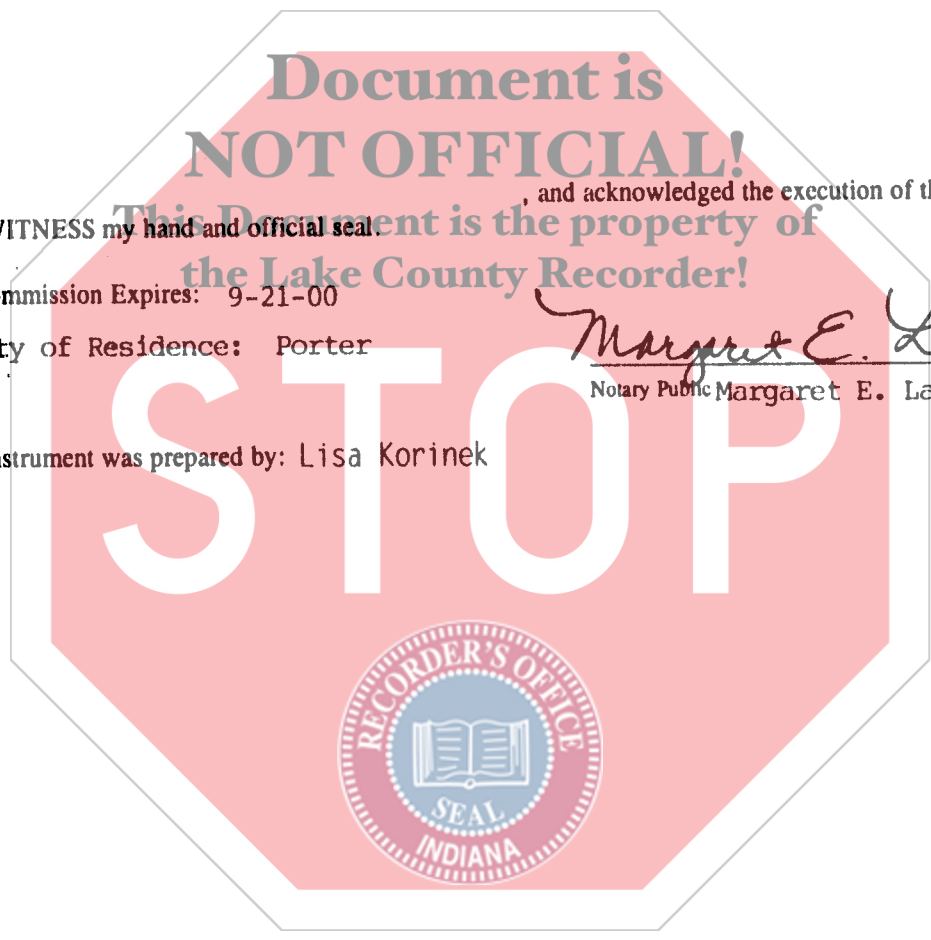 Document is
NOT OFFICIAL!
, and acknowledged the execution of th
This Document is the property of
WITNESS my hand and official seal.
the Lake County Recorder!
mmission Expires: 9-21-00
ty of Residence: Porter
Margaret E. L
Notary Public Margaret E. La
nstrument was prepared by: Lisa Korinek
STOP
RECORDER'S OFFICE
SEAL
INDIANA